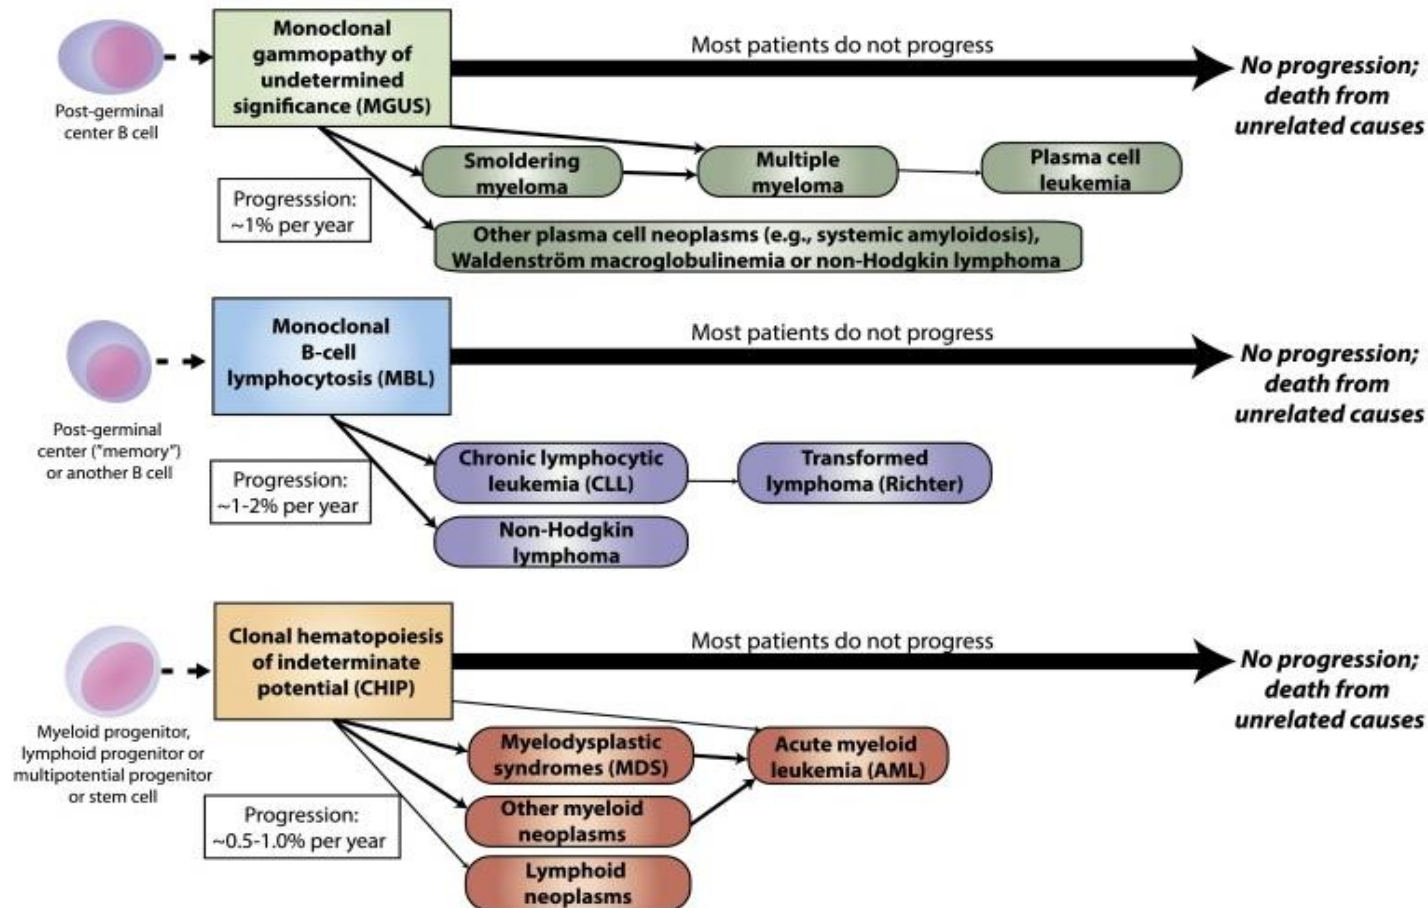 Monoclonal
gammopathy of
undetermined
significance (MGUS)
Most patients do not progress
No progression;
death from
unrelated causes
Post-germinal
center B cell
Smoldering
myeloma
Multiple
myeloma
Plasma cell
leukemia
Progresssion:
~1% per year
Other plasma cell neoplasms (e.g., systemic amyloidosis),
Waldenström macroglobulinemia or non-Hodgkin lymphoma
Monoclonal
B-cell
lymphocytosis (MBL)
Most patients do not progress
No progression;
death from
unrelated causes
Post-germinal
center ("memory")
or another B cell
Chronic lymphocytic
leukemia (CLL)
Transformed
lymphoma (Richter)
Progression:
~1-2% per year
Non-Hodgkin
lymphoma
Clonal hematopoiesis
of indeterminate
potential (CHIP)
Most patients do not progress
No progression;
death from
unrelated causes
Myeloid progenitor,
lymphoid progenitor or
multipotential progenitor
or stem cell
Myelodysplastic
syndromes (MDS)
Acute myeloid
leukemia (AML)
Progression:
~0.5-1.0% per year
Other myeloid
neoplasms
Lymphoid
neoplasms